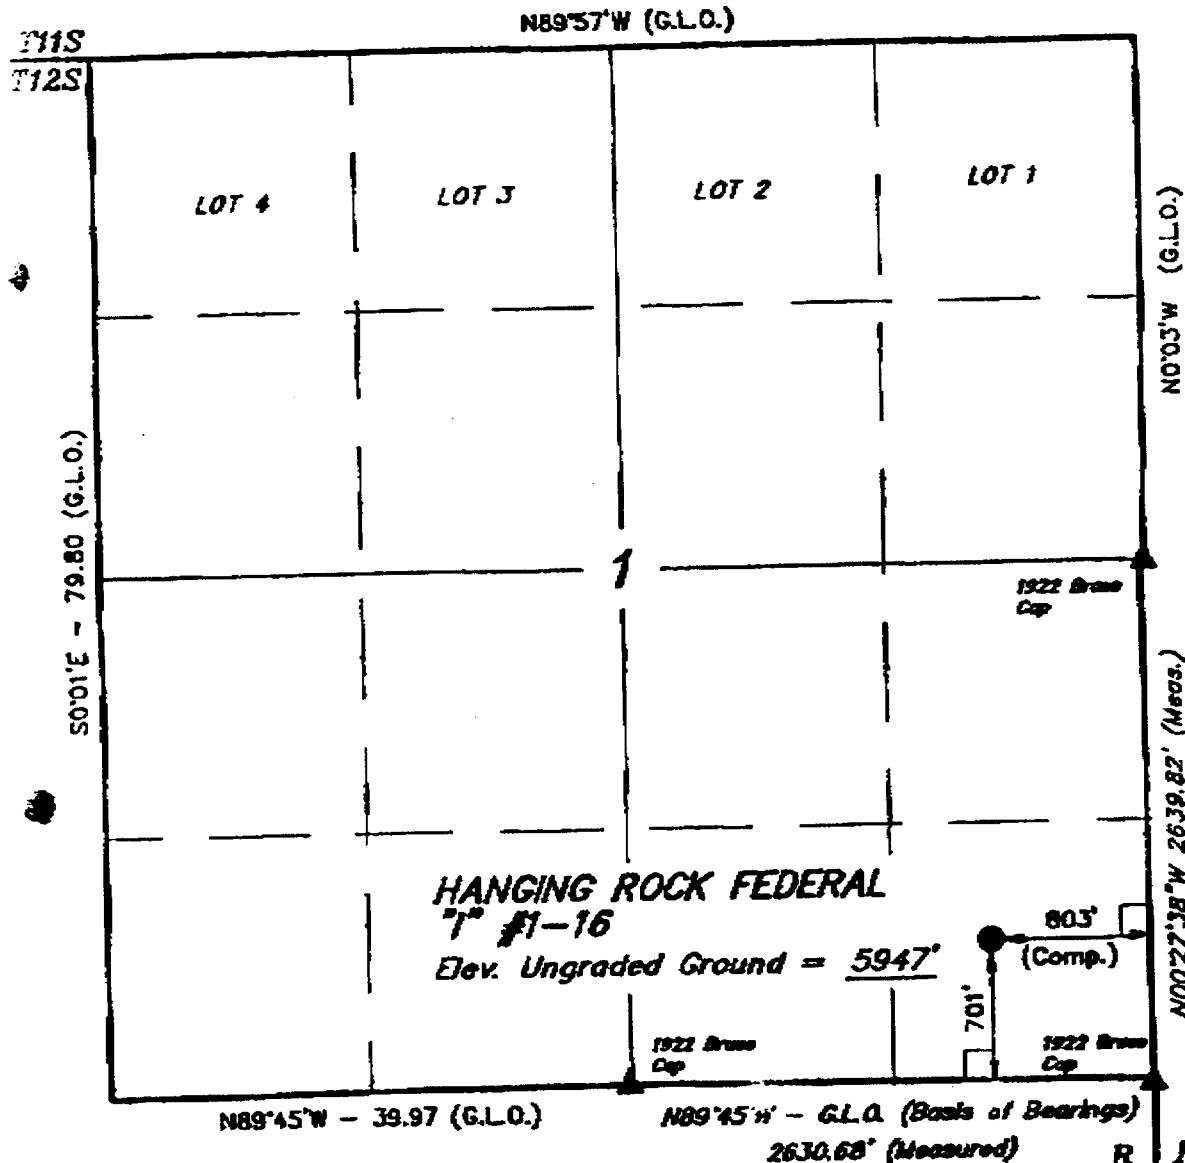 N89°57'W (G.L.O.)
T11S
T12S
LOT 4
LOT 3
LOT 2
LOT 1
N0°03'W (G.L.O.)
S0°01'E - 79.80 (G.L.O.)
1
1922 Brass
Cap
N00°22'38"W 2639.82' (Meas.)
HANGING ROCK FEDERAL
"I" #1-16
Elev. Ungraded Ground = 5947'
803'
(Comp.)
701'
1922 Brass
Cap
1922 Brass
Cap
N89°45'W - 39.97 (G.L.O.)
N89°45'W - G.L.O. (Basis of Bearings)
2630.68' (Measured)
R